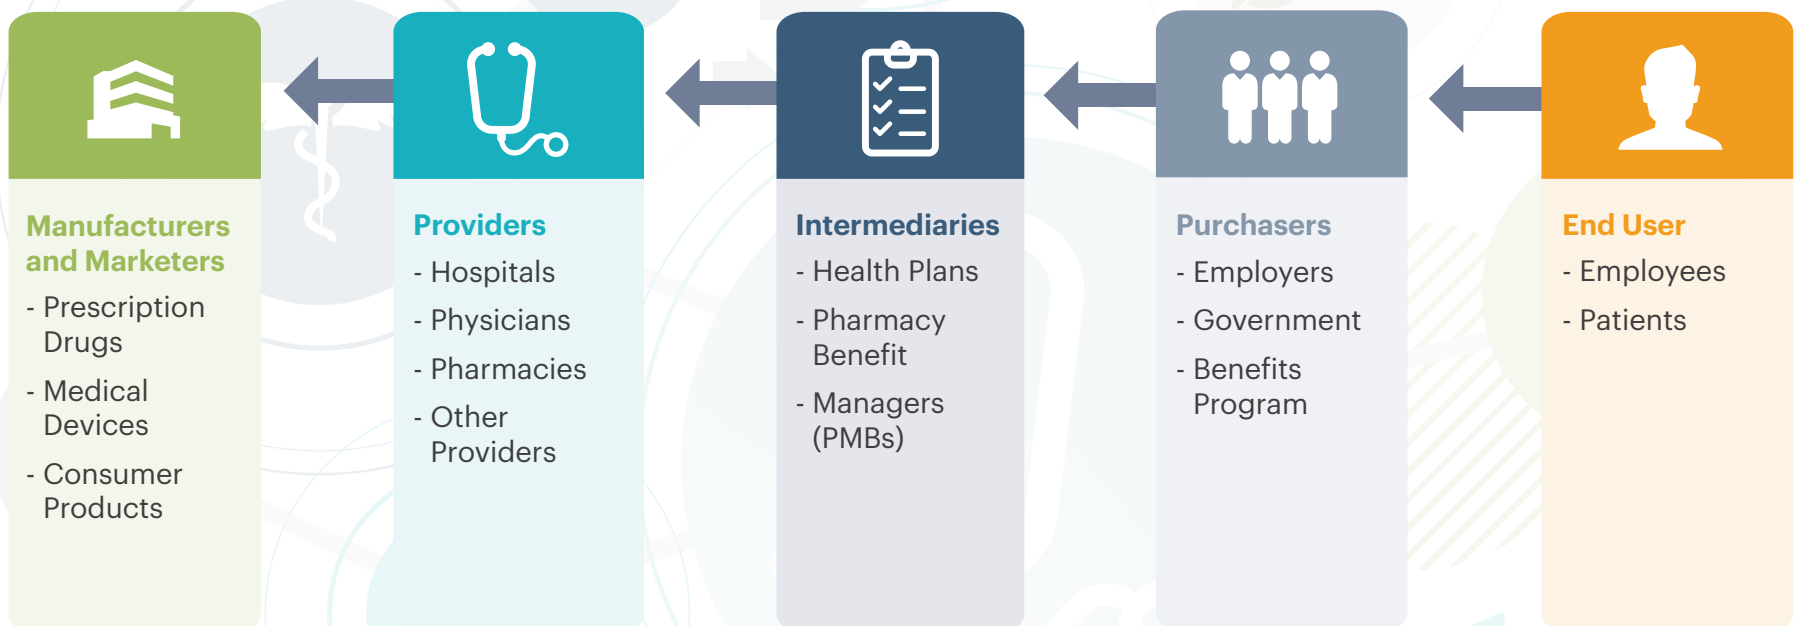 Manufacturers
and Marketers
- Prescription
Drugs
- Medical
Devices
- Consumer
Products
Providers
- Hospitals
- Physicians
- Pharmacies
- Other
Providers
Intermediaries
- Health Plans
- Pharmacy
Benefit
- Managers
(PMBs)
Purchasers
- Employers
- Government
- Benefits
Program
End User
- Employees
- Patients